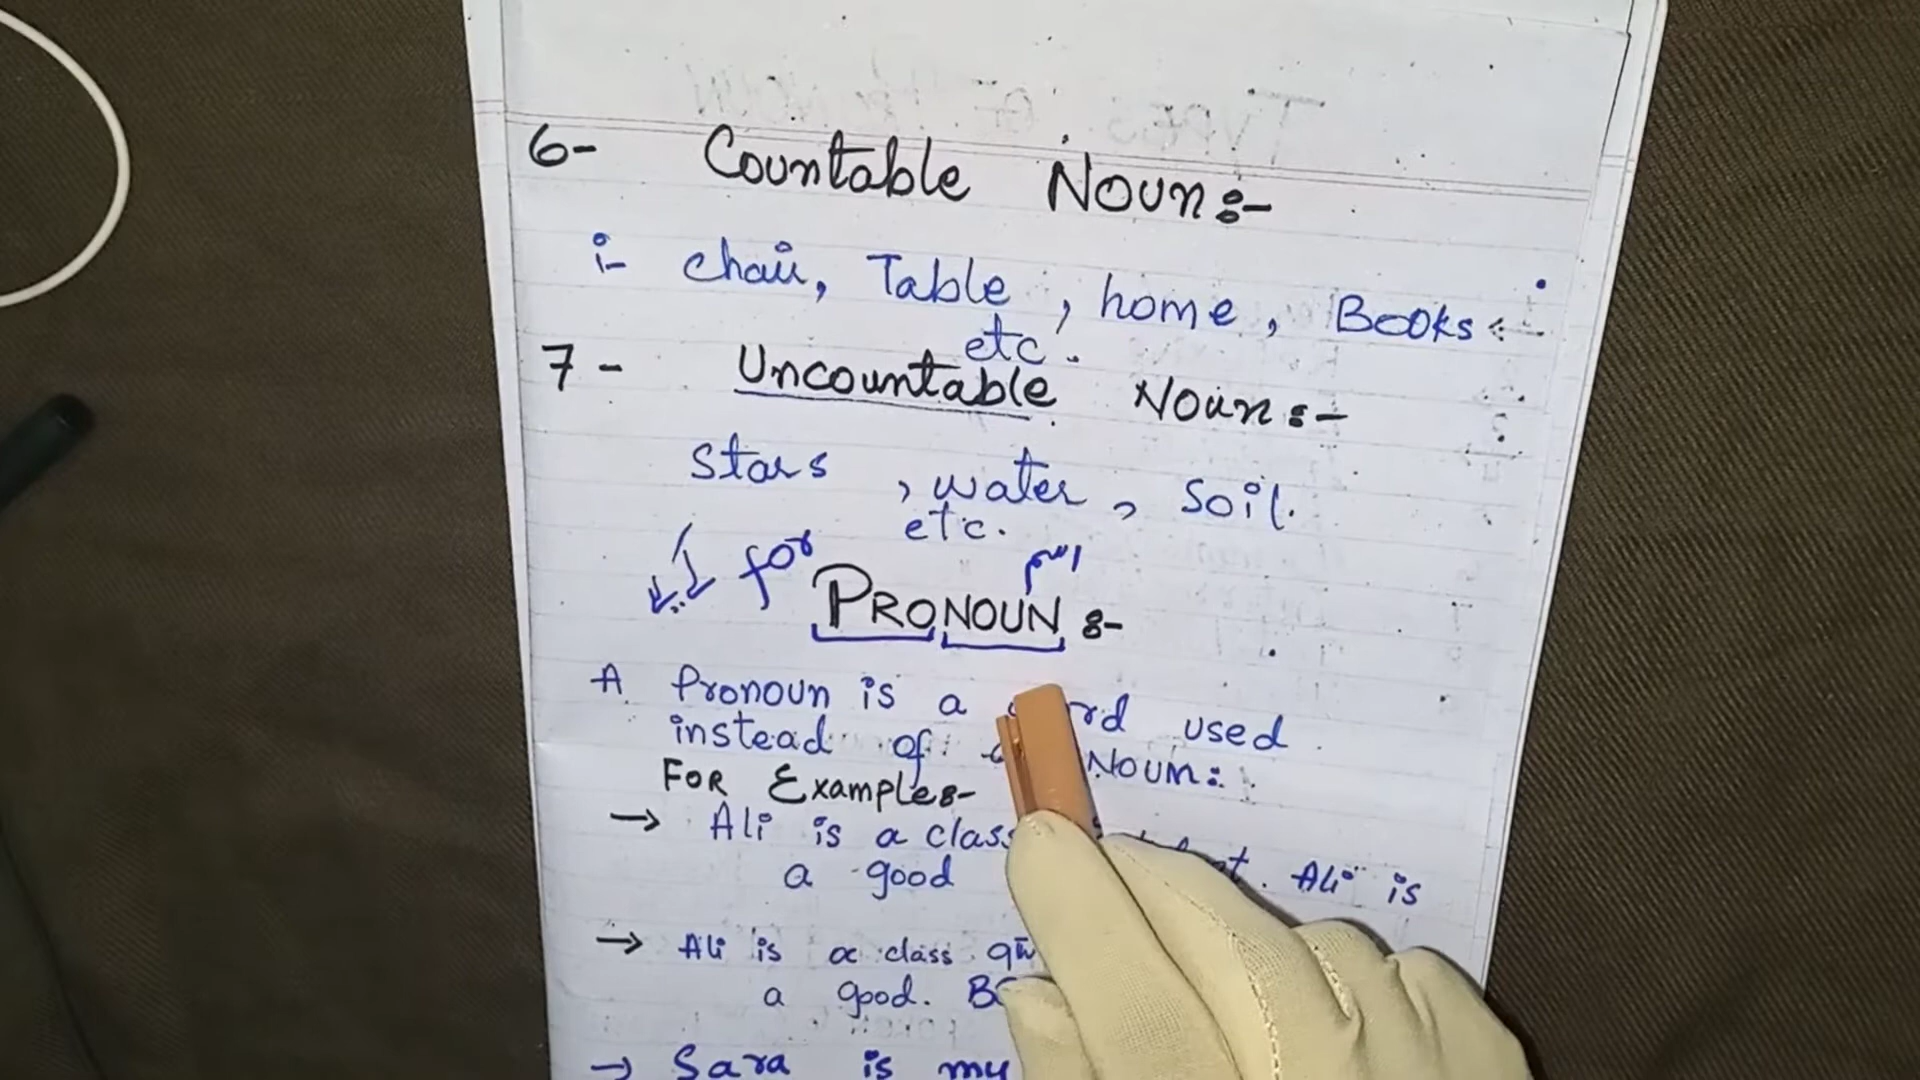 6- Countable Noun:-
i- chair, Table, home, Books
etc.
7- Uncountable Noun:-
Stars, water, Soil.
etc.
for اسم
PRONOUN:-
A Pronoun is a used
instead of Noun:
FOR Example:-
→ Ali is a class Ali is
a good
→ Ali is a class
a good.
→ Sara is my